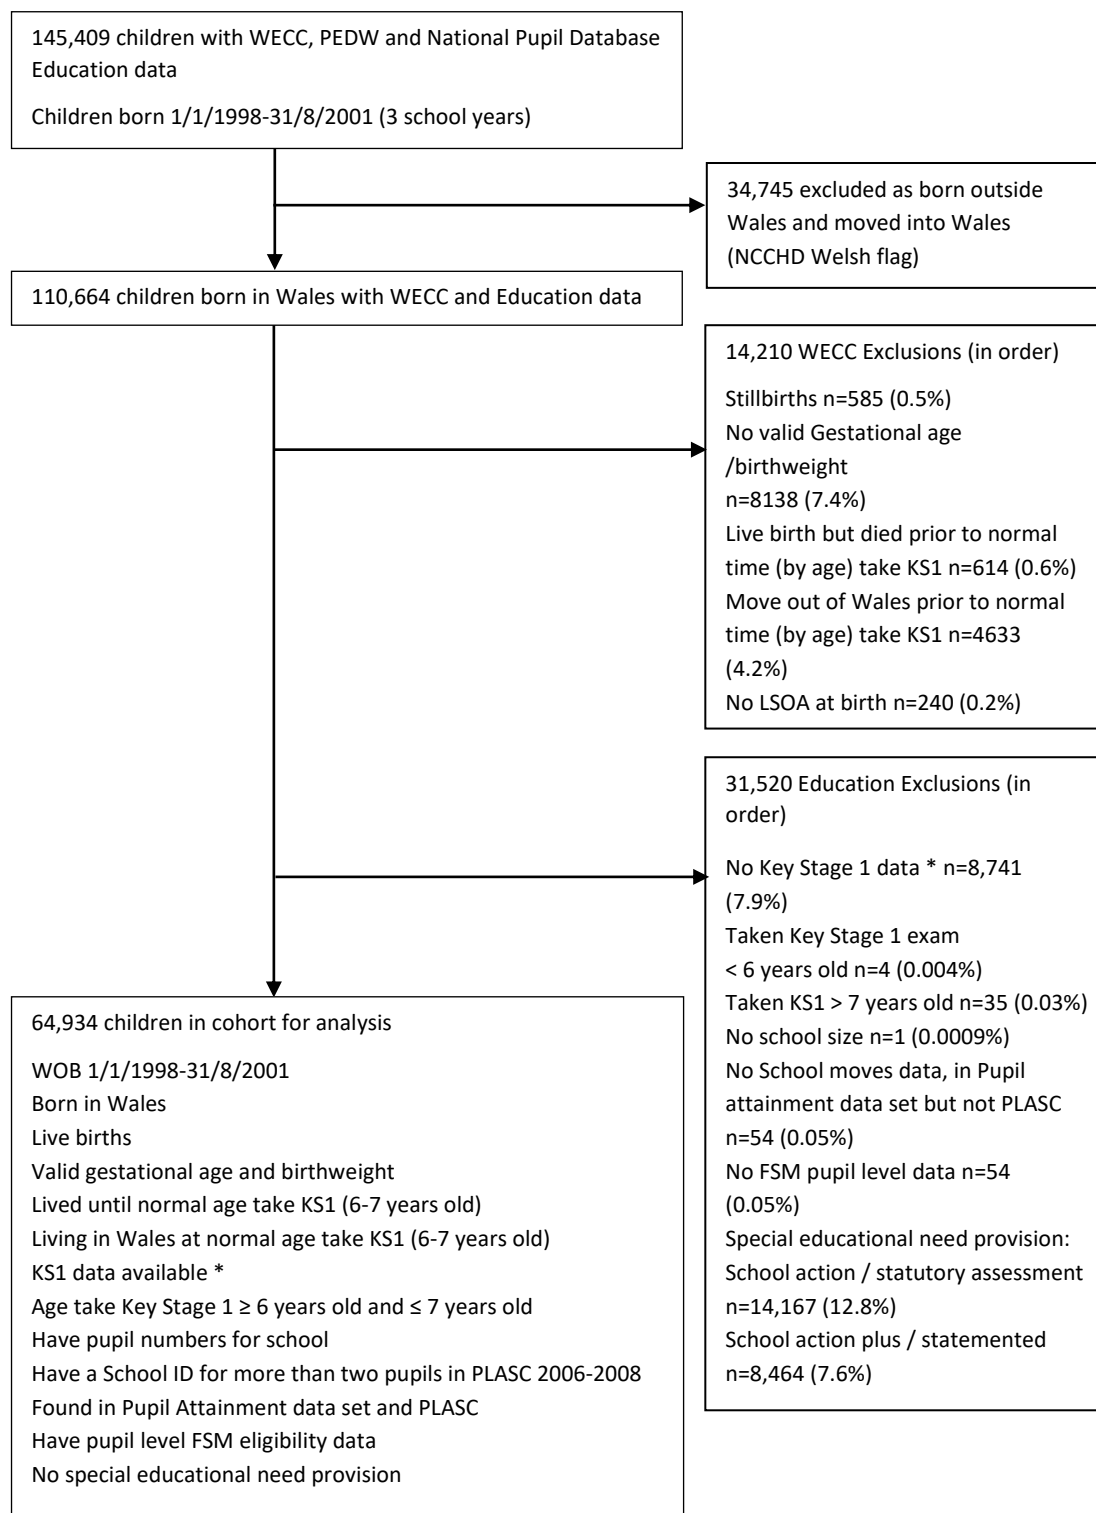 145,409 children with WECC, PEDW and National Pupil Database
Education data
Children born 1/1/1998-31/8/2001 (3 school years)
34,745 excluded as born outside
Wales and moved into Wales
(NCCHD Welsh flag)
110,664 children born in Wales with WECC and Education data
14,210 WECC Exclusions (in order)
Stillbirths n=585 (0.5%)
No valid Gestational age
/birthweight
n=8138 (7.4%)
Live birth but died prior to normal
time (by age) take KS1 n=614 (0.6%)
Move out of Wales prior to normal
time (by age) take KS1 n=4633
(4.2%)
No LSOA at birth n=240 (0.2%)
31,520 Education Exclusions (in
order)
No Key Stage 1 data * n=8,741
(7.9%)
Taken Key Stage 1 exam
< 6 years old n=4 (0.004%)
Taken KS1 > 7 years old n=35 (0.03%)
No school size n=1 (0.0009%)
No School moves data, in Pupil
attainment data set but not PLASC
n=54 (0.05%)
No FSM pupil level data n=54
(0.05%)
Special educational need provision:
School action / statutory assessment
n=14,167 (12.8%)
School action plus / statemented
n=8,464 (7.6%)
64,934 children in cohort for analysis
WOB 1/1/1998-31/8/2001
Born in Wales
Live births
Valid gestational age and birthweight
Lived until normal age take KS1 (6-7 years old)
Living in Wales at normal age take KS1 (6-7 years old)
KS1 data available *
Age take Key Stage 1 ≥ 6 years old and ≤ 7 years old
Have pupil numbers for school
Have a School ID for more than two pupils in PLASC 2006-2008
Found in Pupil Attainment data set and PLASC
Have pupil level FSM eligibility data
No special educational need provision